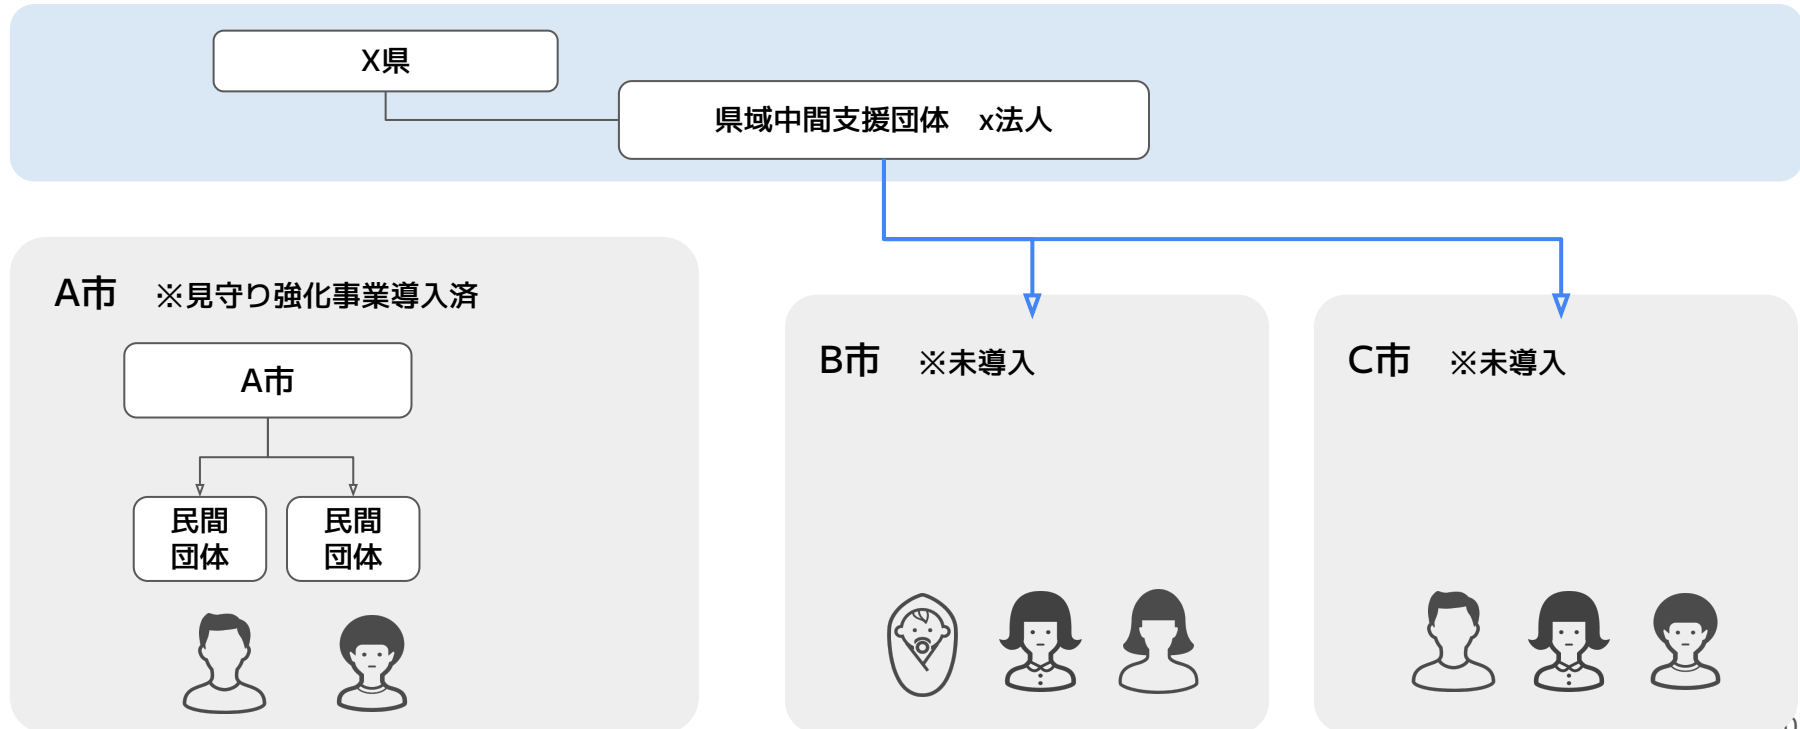 X県
県域中間支援団体　x法人
A市　※見守り強化事業導入済
A市
民間
団体
民間
団体
B市　※未導入
C市　※未導入